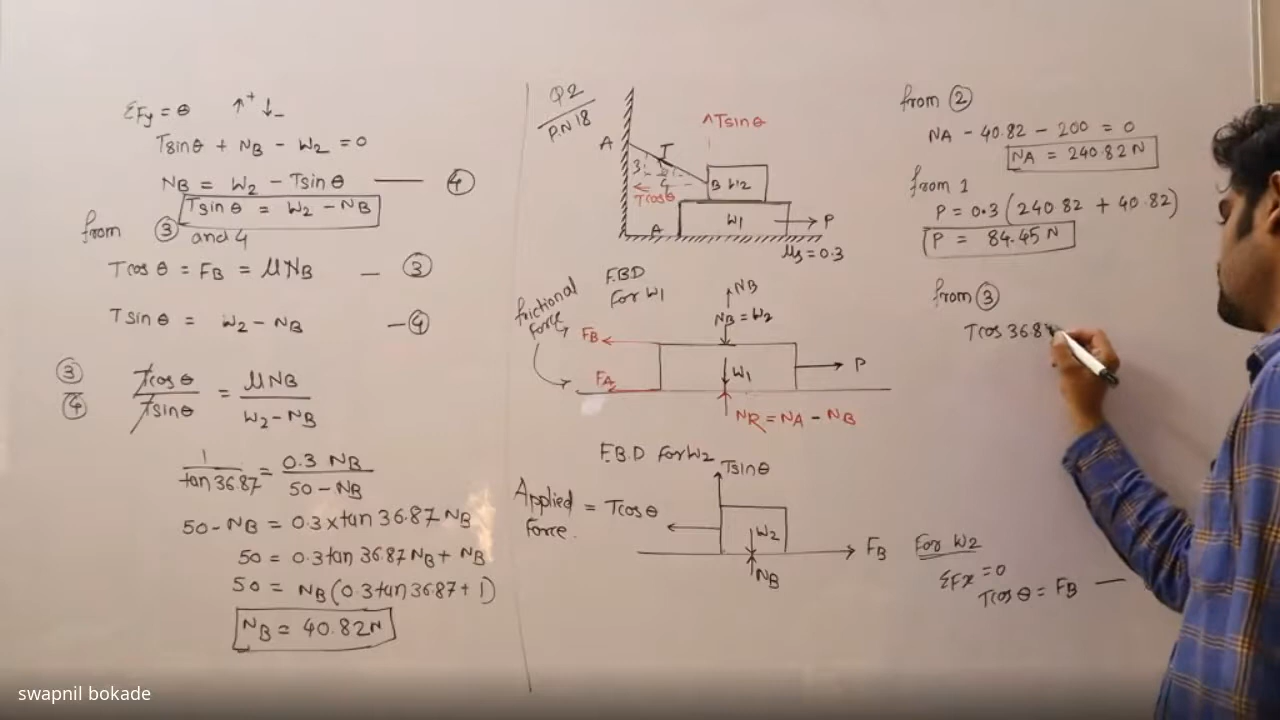 ΣFy = θ ↑+ ↓-
Tsinθ + NB - W2 = 0
NB = W2 - Tsinθ — 4
Tsinθ = W2 - NB
from 3 and 4
Tcosθ = FB = μNB — 3
Tsinθ = W2 - NB — 4
3 Tcosθ / Tsinθ = μNB / W2 - NB
4
1 / tan 36.87 = 0.3 NB / 50 - NB
50 - NB = 0.3 x tan 36.87 NB
50 = 0.3 tan 36.87 NB + NB
50 = NB (0.3 tan 36.87 + 1)
NB = 40.82 N
Q2
P.N 18
^Tsinθ
A T
3
4
B W2
Tcosθ
W1 → P
A
μs = 0.3
F.B.D
For W1
frictional
force
NB
NB = W2
FB
FA
W1
P
NR = NA - NB
F.B.D For W2
Tsinθ
Applied = Tcosθ
Force.
W2
FB
NB
from 2
NA - 40.82 - 200 = 0
NA = 240.82 N
from 1
P = 0.3 (240.82 + 40.82)
P = 84.45 N
from 3
Tcos 36.8
For W2
ΣFx = 0
Tcosθ = FB —
swapnil bokade